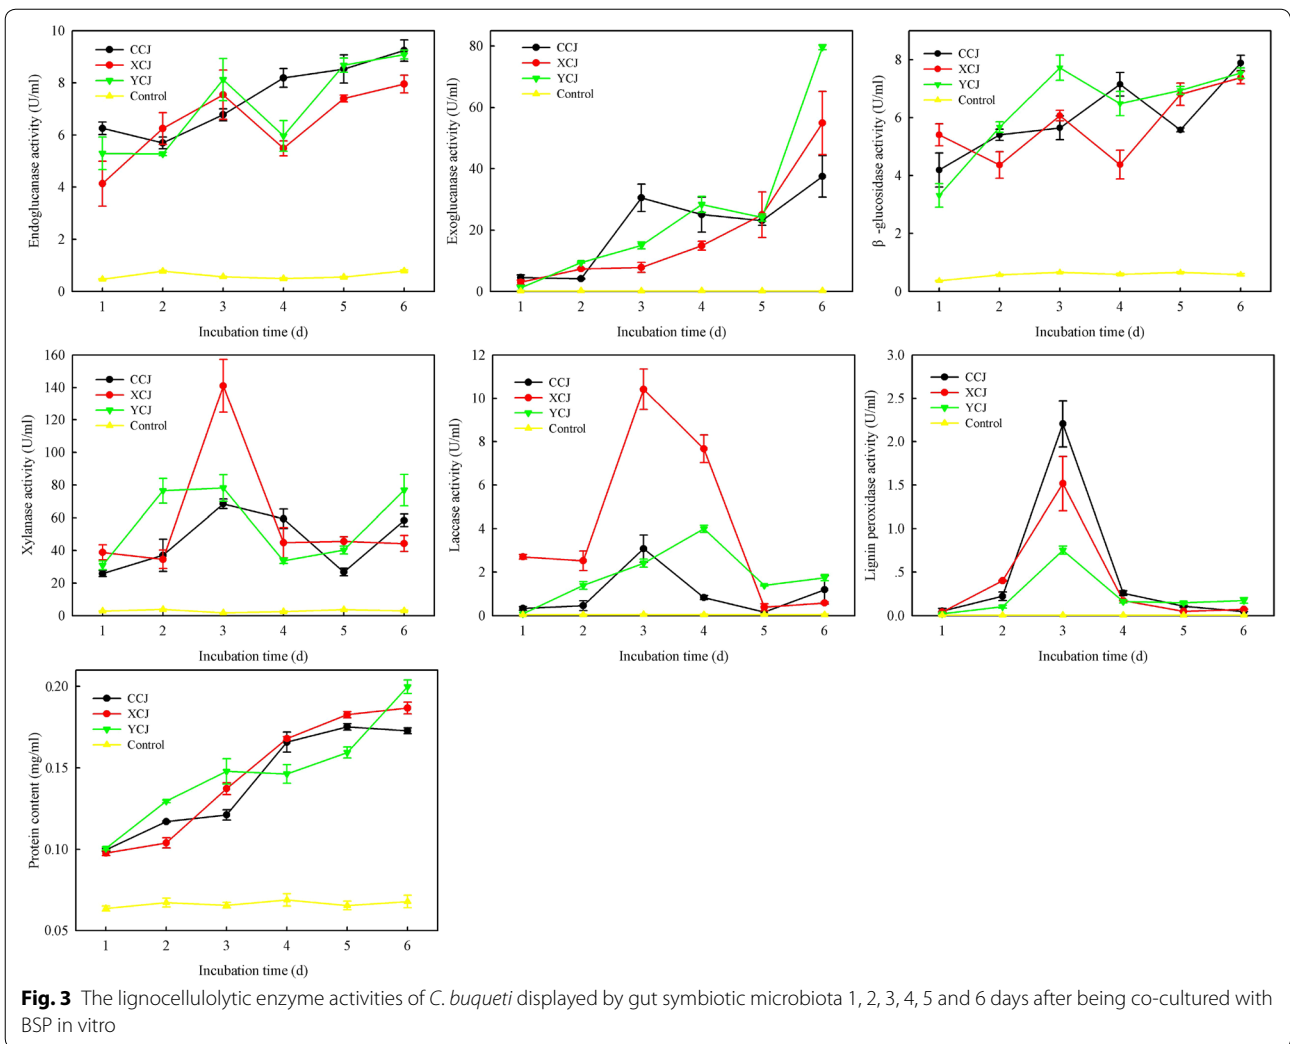 10
8
6
4
2
0
Endoglucanase activity (U/ml)
CCJ
XCJ
YCJ
Control
1 2 3 4 5 6
Incubation time (d)
80
60
40
20
0
Exoglucanase activity (U/ml)
CCJ
XCJ
YCJ
Control
1 2 3 4 5 6
Incubation time (d)
8
6
4
2
0
β -glucosidase activity (U/ml)
CCJ
XCJ
YCJ
Control
1 2 3 4 5 6
Incubation time (d)
160
140
120
100
80
60
40
20
0
Xylanase activity (U/ml)
CCJ
XCJ
YCJ
Control
1 2 3 4 5 6
Incubation time (d)
12
10
8
6
4
2
0
Laccase activity (U/ml)
CCJ
XCJ
YCJ
Control
1 2 3 4 5 6
Incubation time (d)
3.0
2.5
2.0
1.5
1.0
.5
0.0
Lignin peroxidase activity (U/ml)
CCJ
XCJ
YCJ
Control
1 2 3 4 5 6
Incubation time (d)
0.20
0.15
0.10
0.05
Protein content (mg/ml)
CCJ
XCJ
YCJ
Control
1 2 3 4 5 6
Incubation time (d)
Fig. 3 The lignocellulolytic enzyme activities of C. buqueti displayed by gut symbiotic microbiota 1, 2, 3, 4, 5 and 6 days after being co-cultured with
BSP in vitro